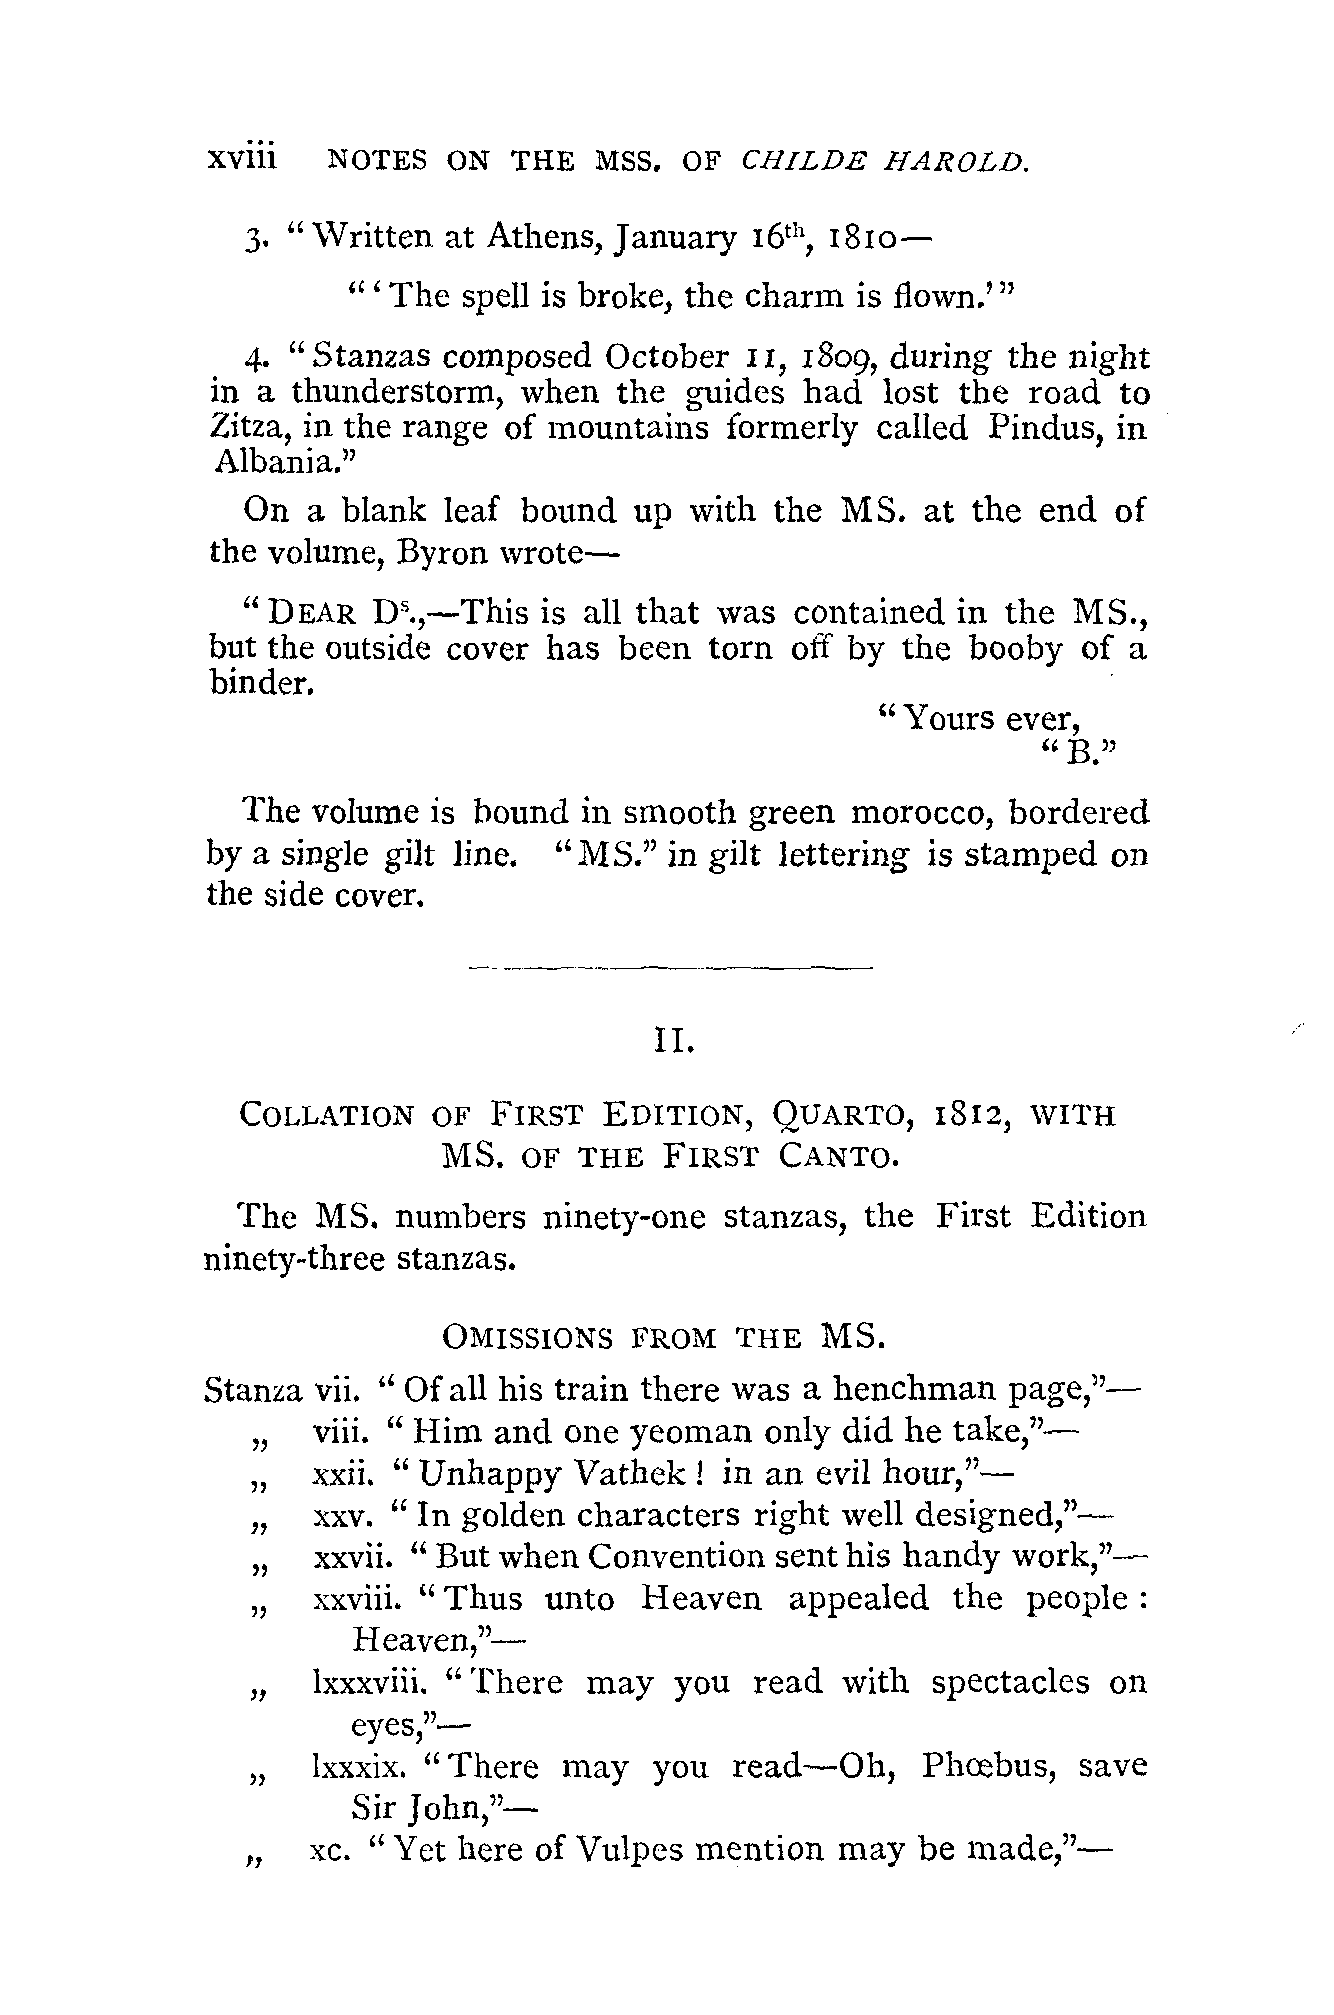 xviii NOTES ON THE MSS. OF CHILDE HAROLD.
3. “Written at Athens, January 16th, 1810—
“‘The spell is broke, the charm is flown.’”
4. “Stanzas composed October 11, 1809, during the night
in a thunderstorm, when the guides had lost the road to
Zitza, in the range of mountains formerly called Pindus, in
Albania.”
On a blank leaf bound up with the MS. at the end of
the volume, Byron wrote—
“DEAR Ds.,—This is all that was contained in the MS.,
but the outside cover has been torn off by the booby of a
binder.
“Yours ever,
“B.”
The volume is bound in smooth green morocco, bordered
by a single gilt line. “MS.” in gilt lettering is stamped on
the side cover.
II.
COLLATION OF FIRST EDITION, QUARTO, 1812, WITH
MS. OF THE FIRST CANTO.
The MS. numbers ninety-one stanzas, the First Edition
ninety-three stanzas.
OMISSIONS FROM THE MS.
Stanza vii. “Of all his train there was a henchman page,”—
„ viii. “Him and one yeoman only did he take,”—
„ xxii. “Unhappy Vathek! in an evil hour,”—
„ xxv. “In golden characters right well designed,”—
„ xxvii. “But when Convention sent his handy work,”—
„ xxviii. “Thus unto Heaven appealed the people:
Heaven,”—
„ lxxxviii. “There may you read with spectacles on
eyes,”—
„ lxxxix. “There may you read—Oh, Phœbus, save
Sir John,”—
„ xc. “Yet here of Vulpes mention may be made,”—